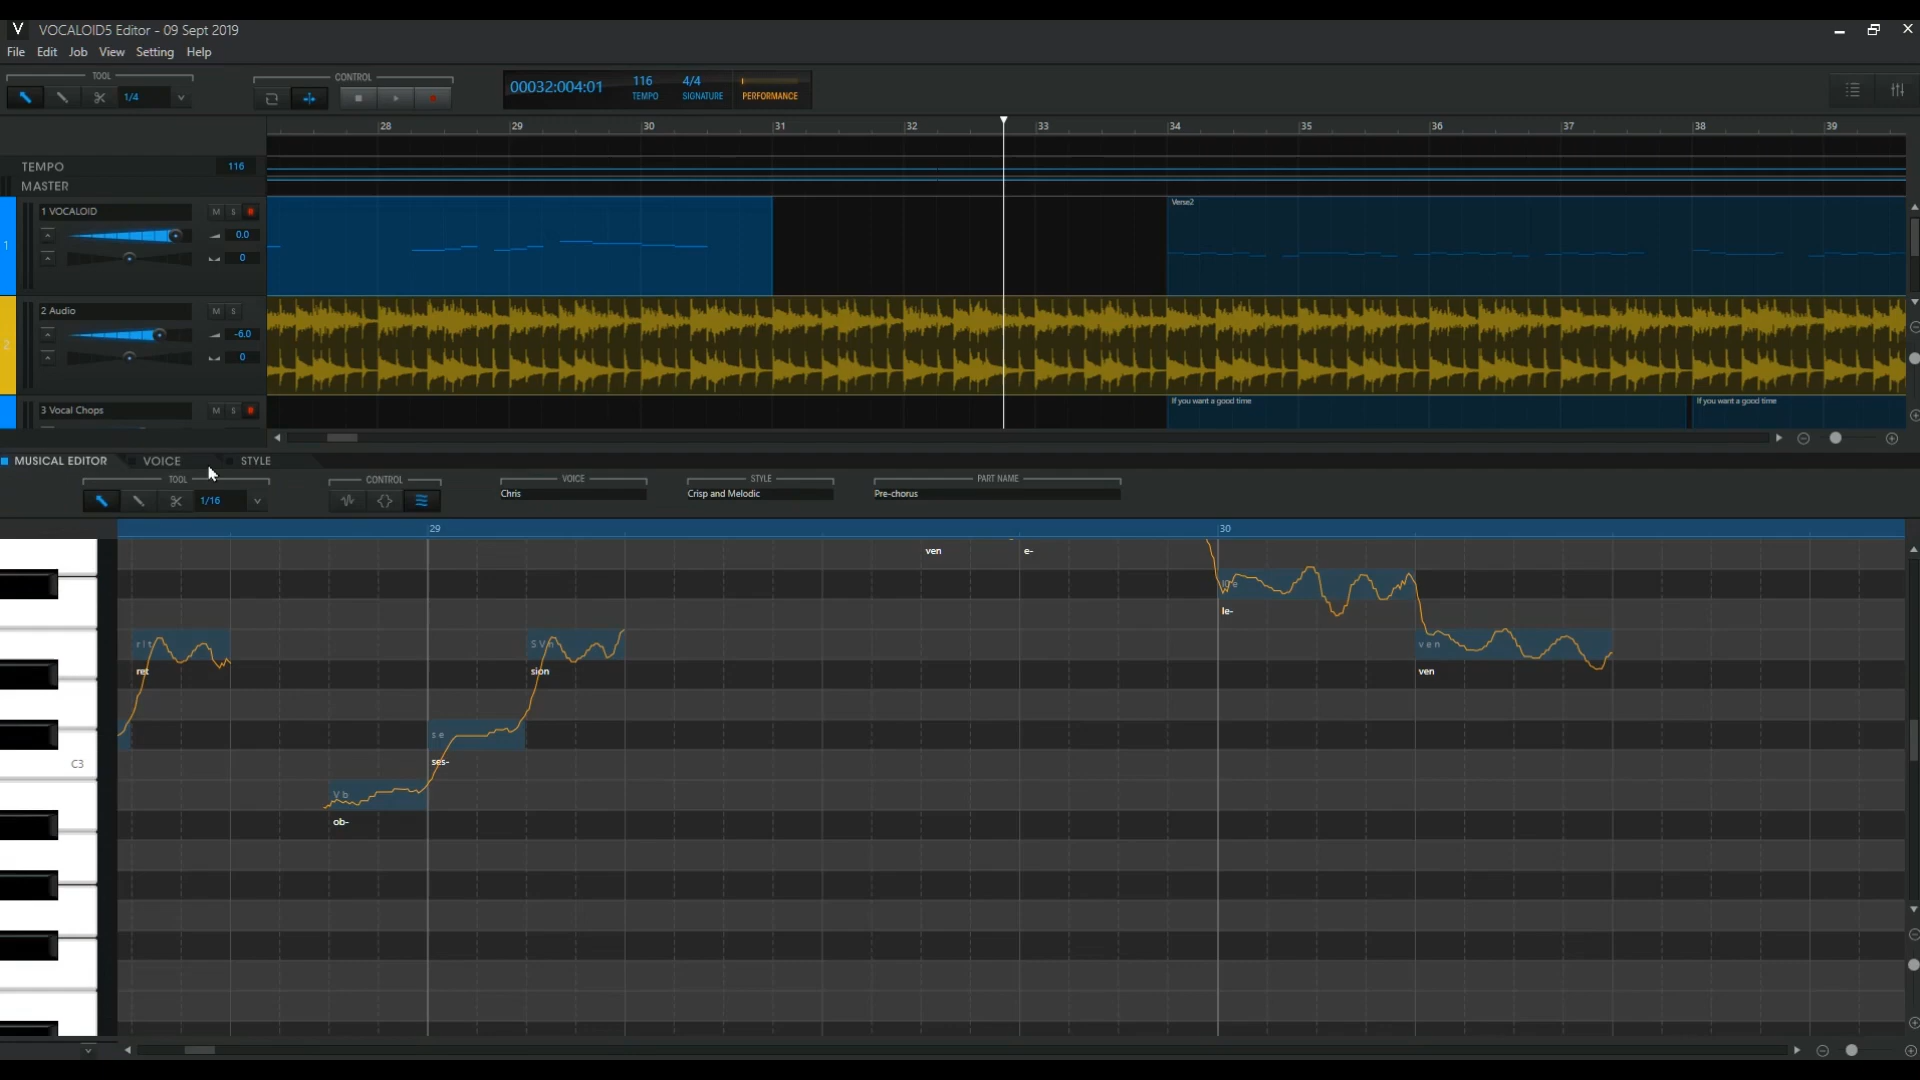 V VOCALOID5 Editor - 09 Sept 2019
File Edit Job View Setting Help
TOOL CONTROL
1/4
00032:004:01 116 4/4
TEMPO SIGNATURE PERFORMANCE
28 29 30 31 32 33 34 35 36 37 38 39
TEMPO 116
MASTER
1 VOCALOID M S
Verse2
0.0
1
0
2 Audio M S
-6.0
2
0
3 Vocal Chops M S
If you want a good time If you want a good time
MUSICAL EDITOR VOICE STYLE
TOOL CONTROL VOICE STYLE PART NAME
1/16 Chris Crisp and Melodic Pre-chorus
29 30
ven e-
le-
r I t S V n v e n
ret sion ven
s e
C3 ses-
V b
ob-